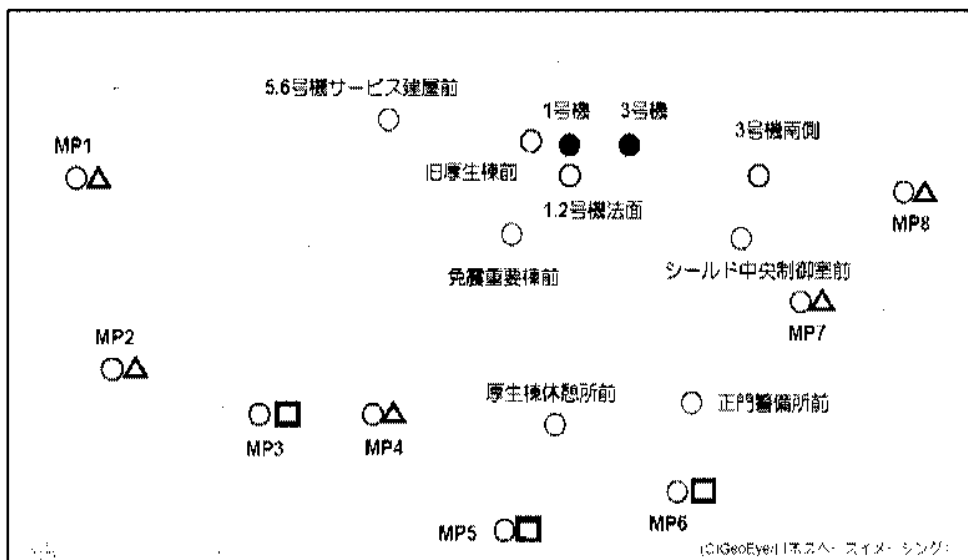 5.6号機サービス建屋前
1号機
3号機
3号機南側
MP1
旧厚生棟前
1.2号機法面
MP8
免震重要棟前
シールド中央制御室前
MP7
MP2
厚生棟休憩所前
正門警備所前
MP3
MP4
MP5
MP6
(C)GeoEye/日本スペースイメージング